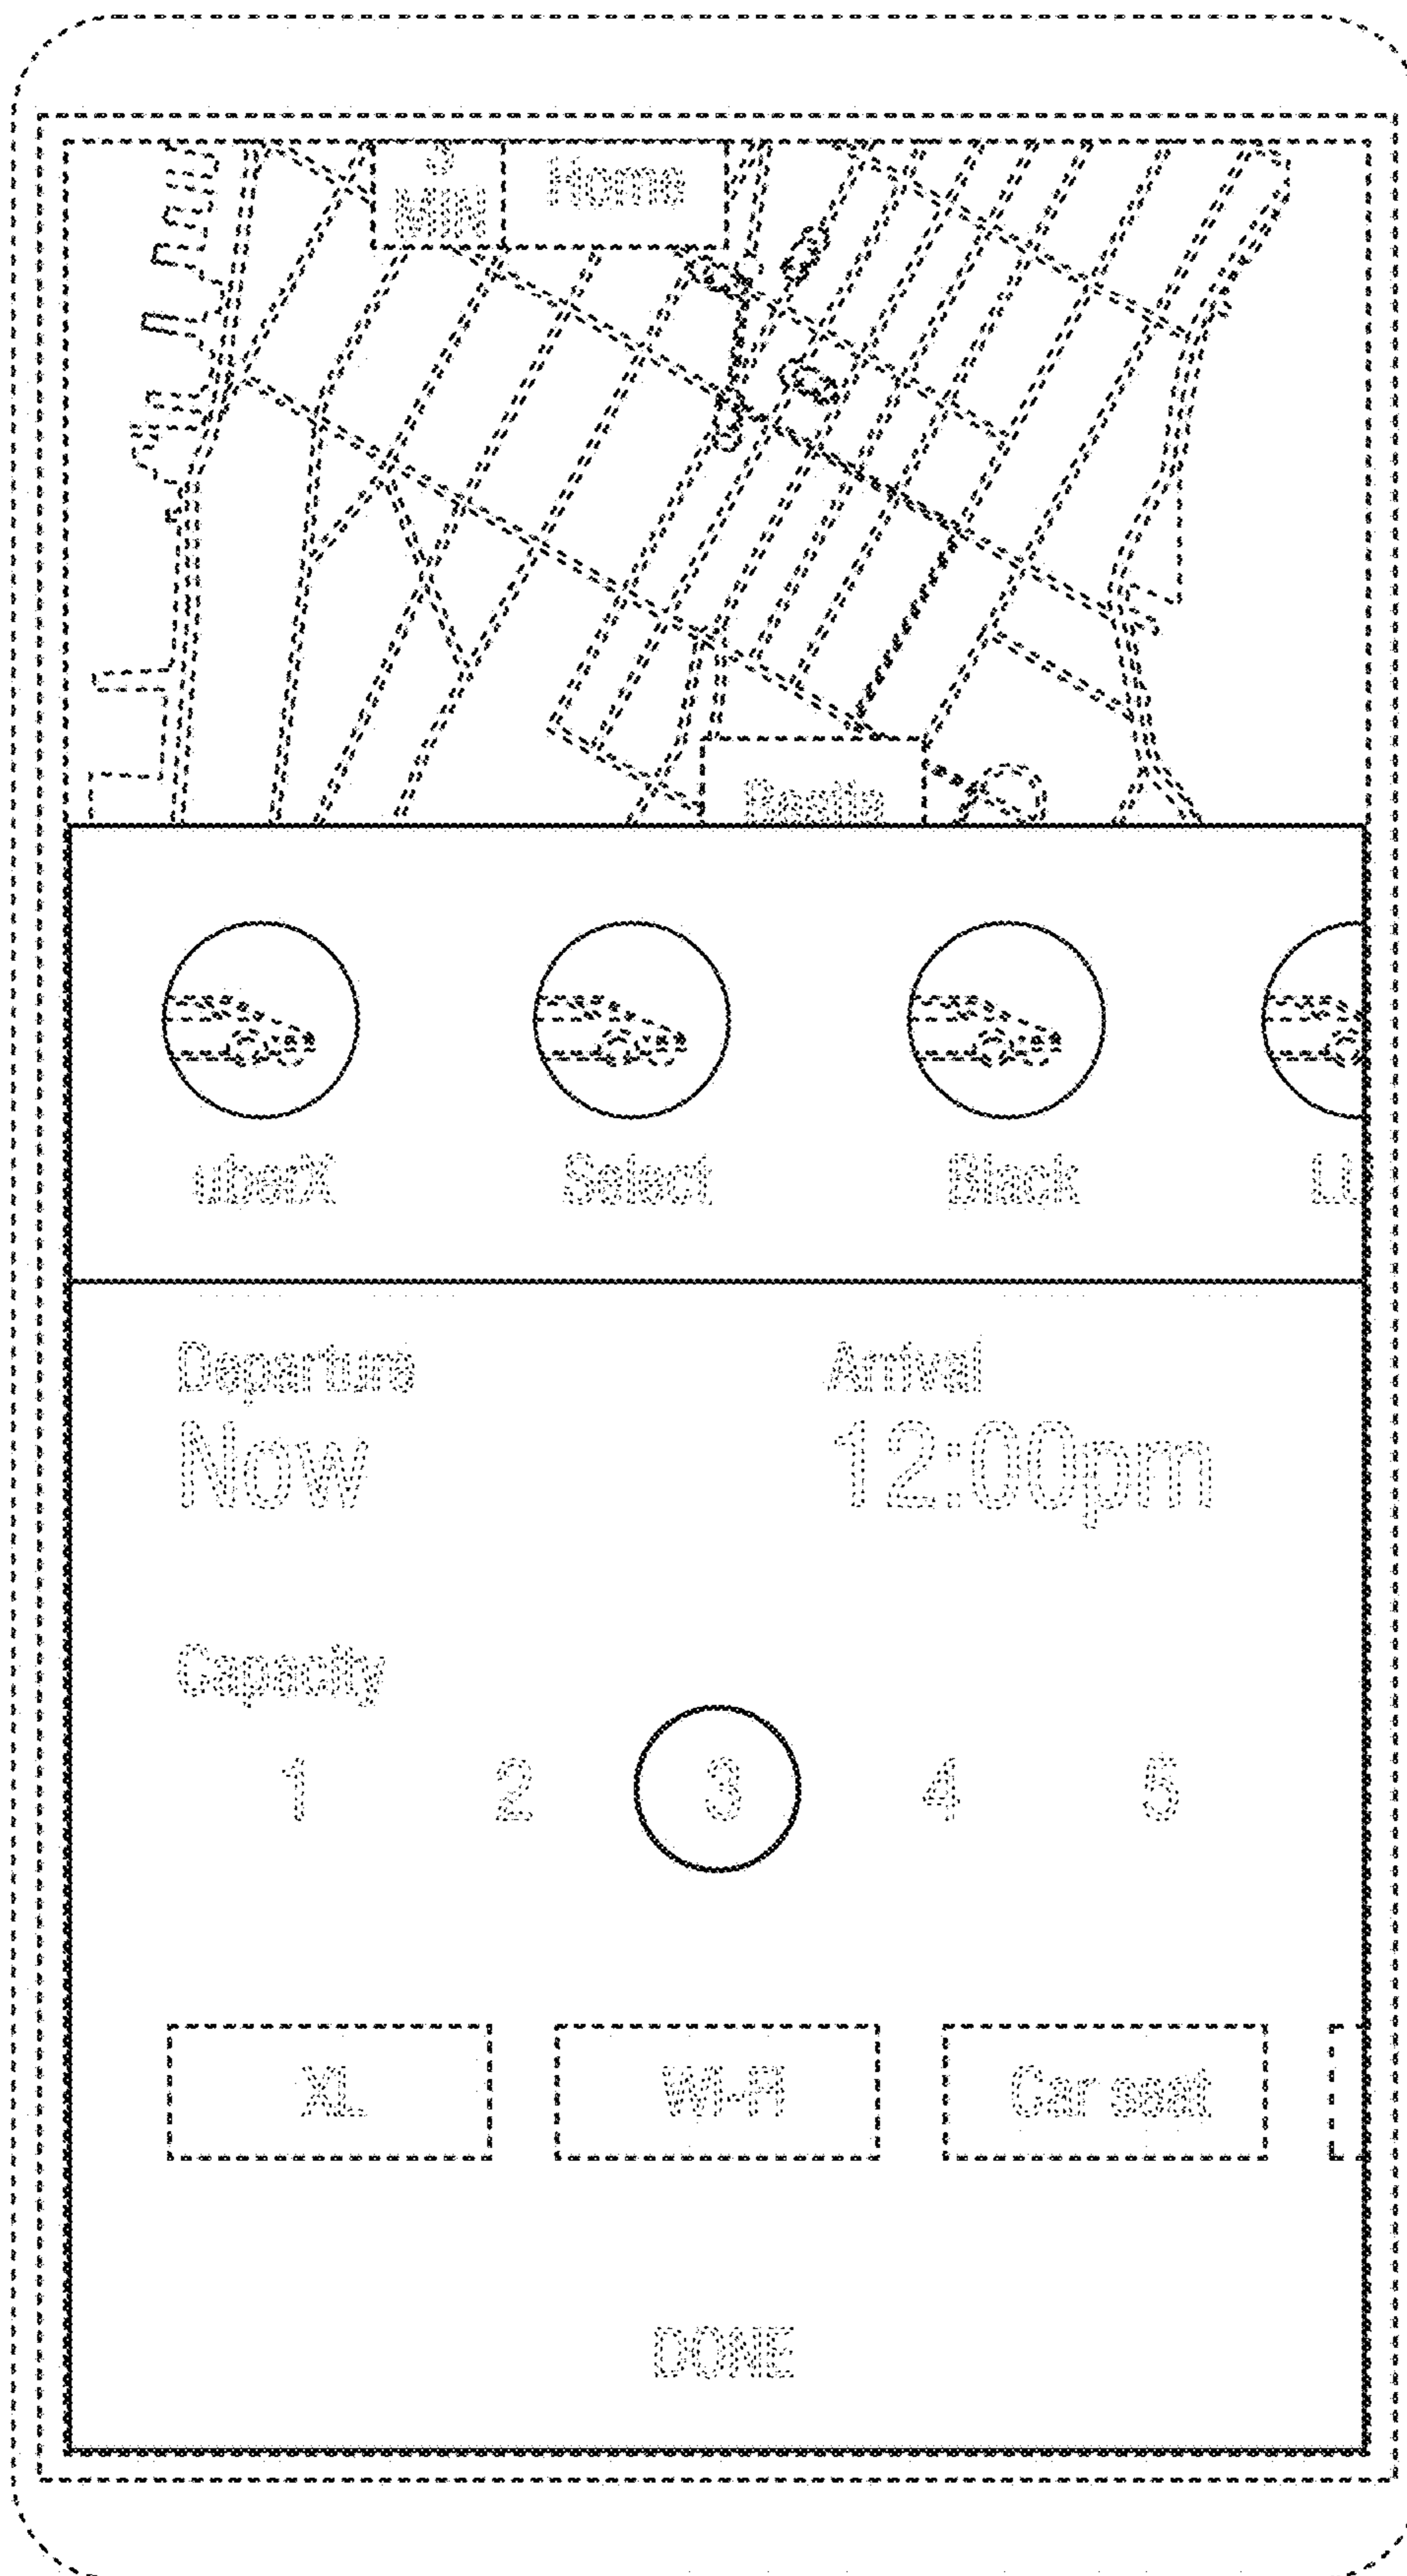 MIN
Home
uberX Select Black
Departure Arrival
Now 12:00pm
Capacity
1 2 3 4 5
XL Wi-Fi Car seat
DONE